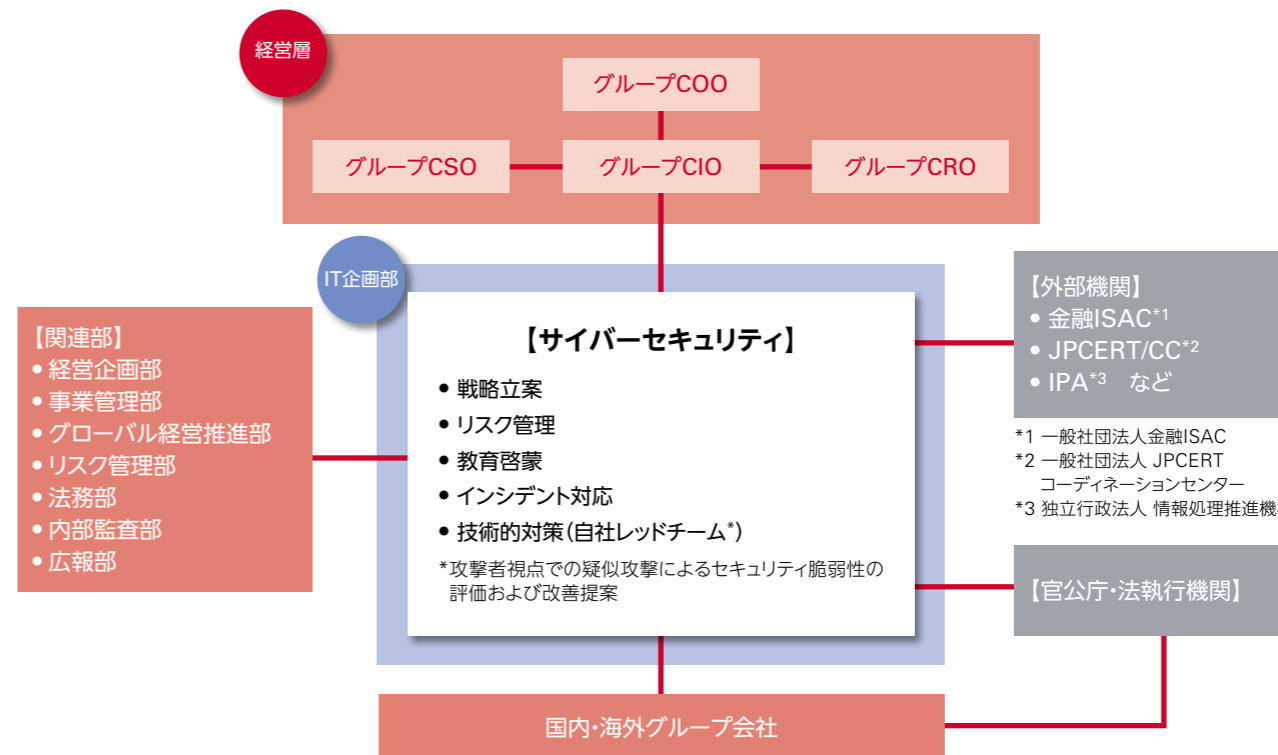 経営層
グループCOO
グループCSO
グループCIO
グループCRO
IT企画部
【関連部】
• 経営企画部
• 事業管理部
• グローバル経営推進部
• リスク管理部
• 法務部
• 内部監査部
• 広報部
【サイバーセキュリティ】
• 戦略立案
• リスク管理
• 教育啓蒙
• インシデント対応
• 技術的対策(自社レッドチーム*)
*攻撃者視点での疑似攻撃によるセキュリティ脆弱性の
評価および改善提案
【外部機関】
• 金融ISAC*1
• JPCERT/CC*2
• IPA*3 など
*1 一般社団法人金融ISAC
*2 一般社団法人 JPCERT
コーディネーションセンター
*3 独立行政法人 情報処理推進機
【官公庁・法執行機関】
国内・海外グループ会社